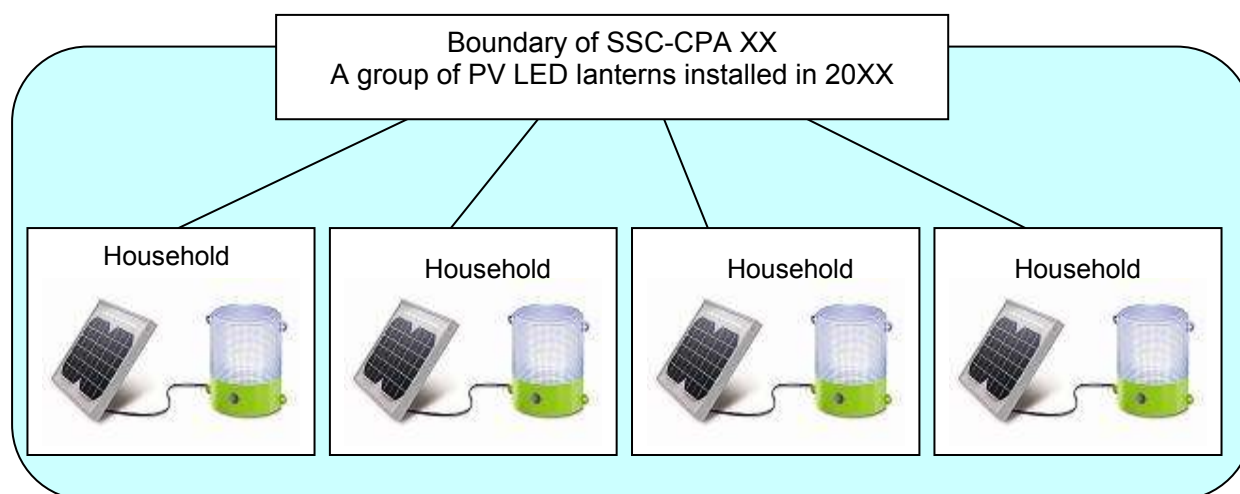 Boundary of SSC-CPA XX
A group of PV LED lanterns installed in 20XX
Household
Household
Household
Household